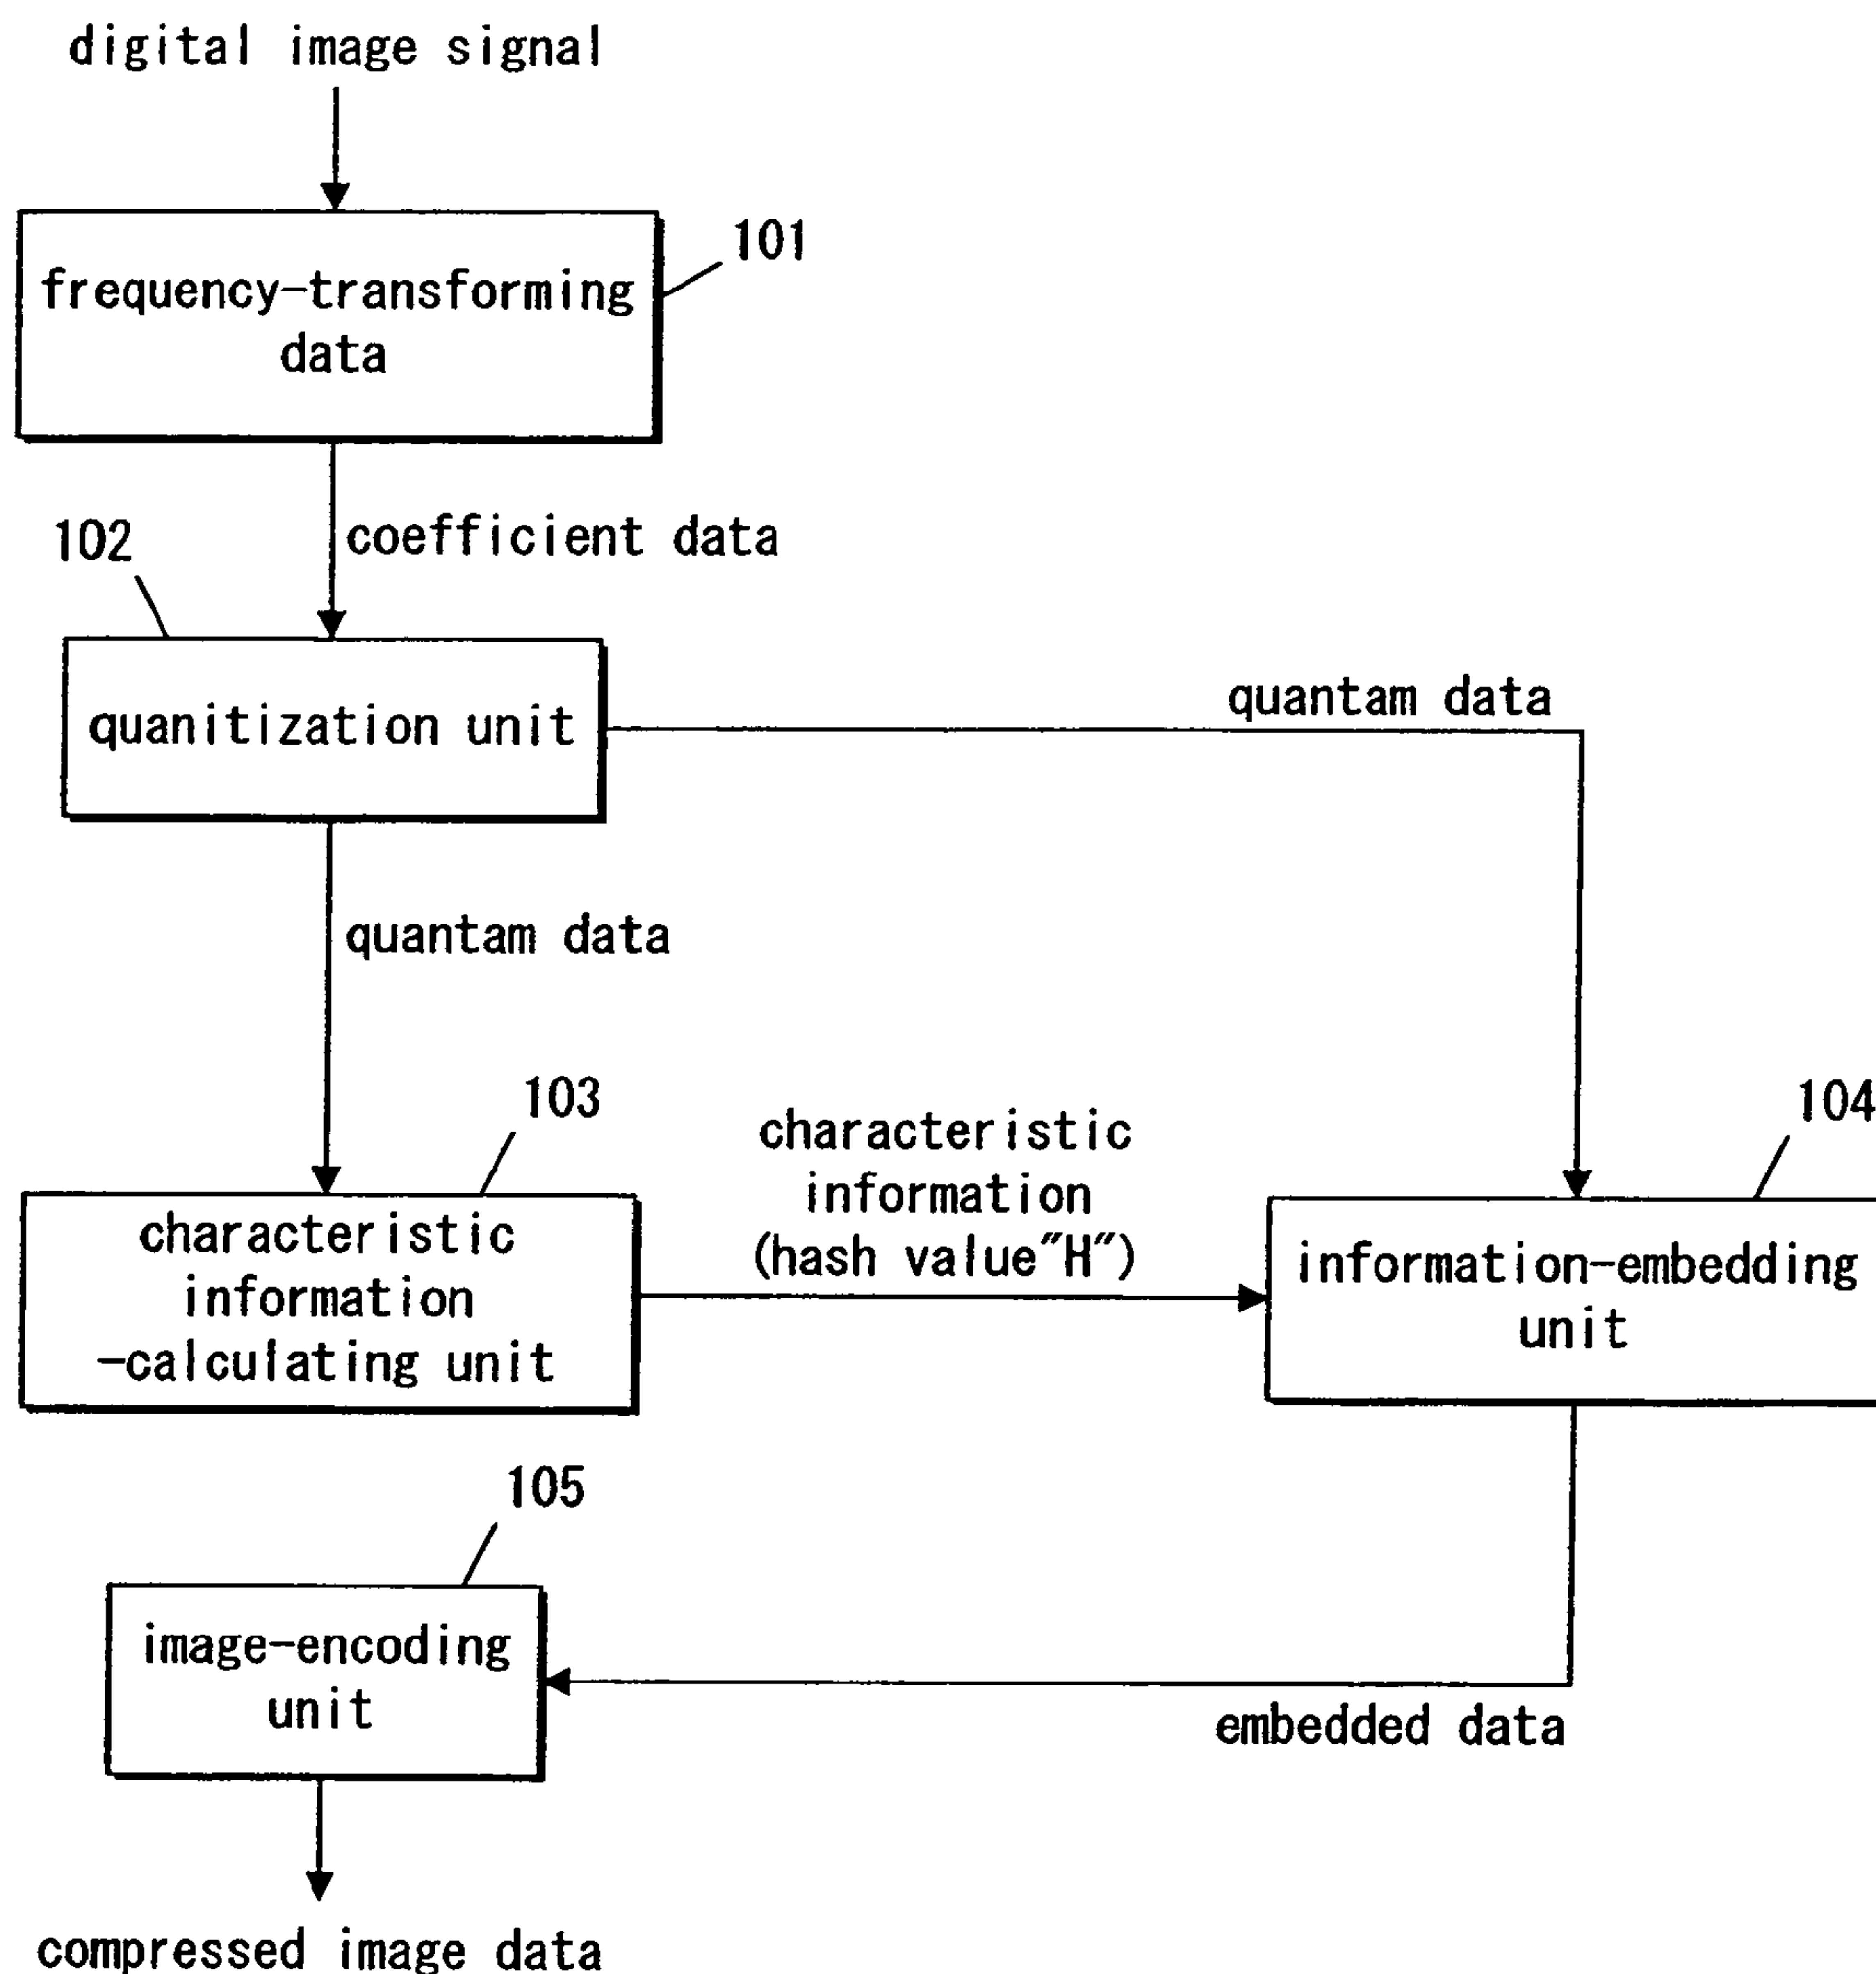 digital image signal
101
frequency-transforming
data
102
coefficient data
quanitization unit
quantam data
quantam data
103
104
characteristic
information
(hash value"H")
characteristic
information
-calculating unit
information-embedding
unit
105
image-encoding
unit
embedded data
compressed image data